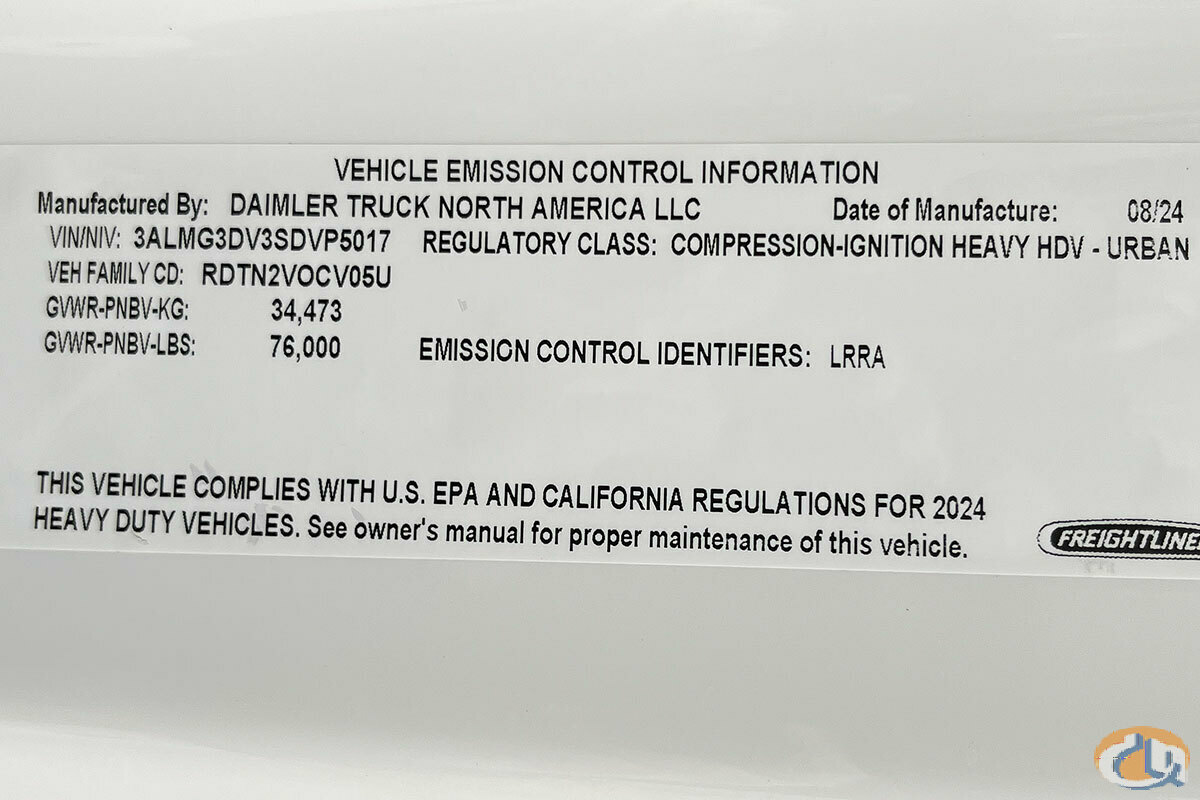 VEHICLE EMISSION CONTROL INFORMATION
Manufactured By: DAIMLER TRUCK NORTH AMERICA LLC Date of Manufacture: 08/24
VIN/NIV: 3ALMG3DV3SDVP5017 REGULATORY CLASS: COMPRESSION-IGNITION HEAVY HDV - URBAN
VEH FAMILY CD: RDTN2VOCV05U
GVWR-PNBV-KG: 34,473
GVWR-PNBV-LBS: 76,000 EMISSION CONTROL IDENTIFIERS: LRRA
THIS VEHICLE COMPLIES WITH U.S. EPA AND CALIFORNIA REGULATIONS FOR 2024
HEAVY DUTY VEHICLES. See owner's manual for proper maintenance of this vehicle.
FREIGHTLINE